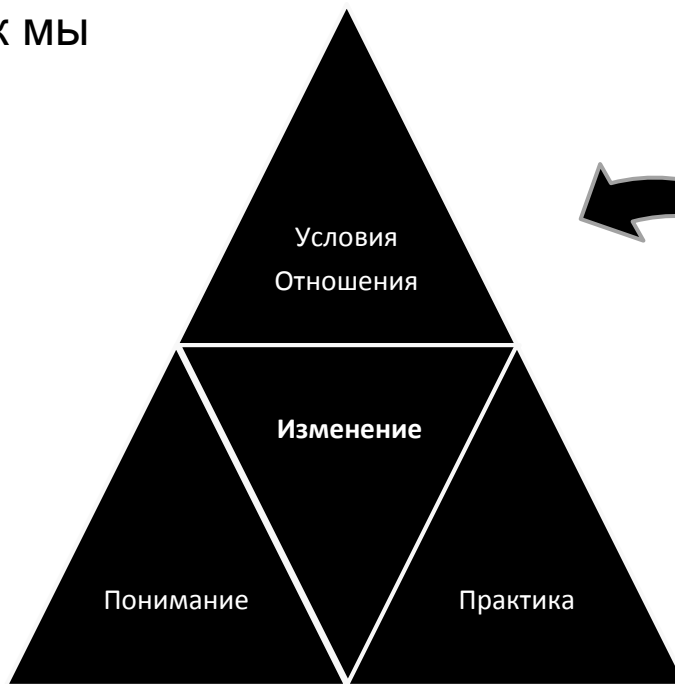 к мы
Условия
Отношения
Изменение
Понимание
Практика